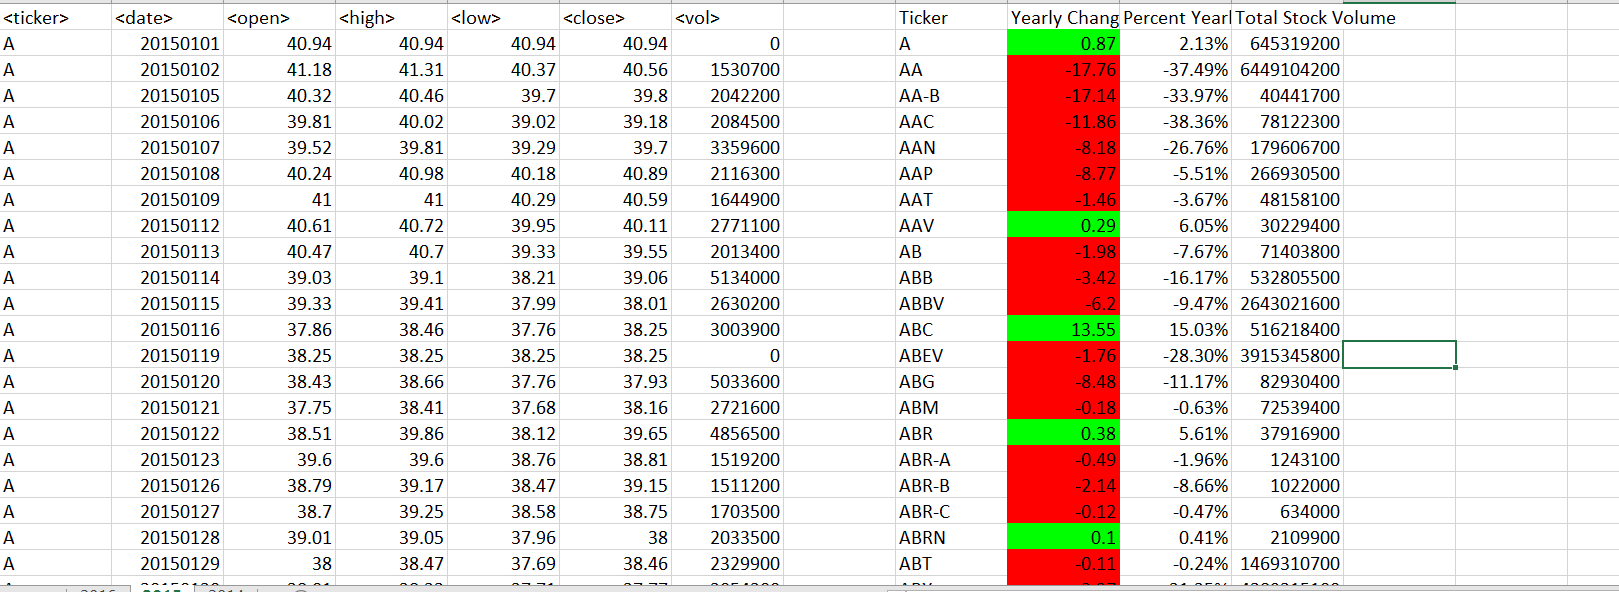 <ticker> <date> <open> <high> <low> <close> <vol> Ticker Yearly Chang Percent Yearl Total Stock Volume
A 20150101 40.94 40.94 40.94 40.94 0 A 0.87 2.13% 645319200
A 20150102 41.18 41.31 40.37 40.56 1530700 AA -17.76 -37.49% 6449104200
A 20150105 40.32 40.46 39.7 39.8 2042200 AA-B -17.14 -33.97% 40441700
A 20150106 39.81 40.02 39.02 39.18 2084500 AAC -11.86 -38.36% 78122300
A 20150107 39.52 39.81 39.29 39.7 3359600 AAN -8.18 -26.76% 179606700
A 20150108 40.24 40.98 40.18 40.89 2116300 AAP -8.77 -5.51% 266930500
A 20150109 41 41 40.29 40.59 1644900 AAT -1.46 -3.67% 48158100
A 20150112 40.61 40.72 39.95 40.11 2771100 AAV 0.29 6.05% 30229400
A 20150113 40.47 40.7 39.33 39.55 2013400 AB -1.98 -7.67% 71403800
A 20150114 39.03 39.1 38.21 39.06 5134000 ABB -3.42 -16.17% 532805500
A 20150115 39.33 39.41 37.99 38.01 2630200 ABBV -6.2 -9.47% 2643021600
A 20150116 37.86 38.46 37.76 38.25 3003900 ABC 13.55 15.03% 516218400
A 20150119 38.25 38.25 38.25 38.25 0 ABEV -1.76 -28.30% 3915345800
A 20150120 38.43 38.66 37.76 37.93 5033600 ABG -8.48 -11.17% 82930400
A 20150121 37.75 38.41 37.68 38.16 2721600 ABM -0.18 -0.63% 72539400
A 20150122 38.51 39.86 38.12 39.65 4856500 ABR 0.38 5.61% 37916900
A 20150123 39.6 39.6 38.76 38.81 1519200 ABR-A -0.49 -1.96% 1243100
A 20150126 38.79 39.17 38.47 39.15 1511200 ABR-B -2.14 -8.66% 1022000
A 20150127 38.7 39.25 38.58 38.75 1703500 ABR-C -0.12 -0.47% 634000
A 20150128 39.01 39.05 37.96 38 2033500 ABRN 0.1 0.41% 2109900
A 20150129 38 38.47 37.69 38.46 2329900 ABT -0.11 -0.24% 1469310700